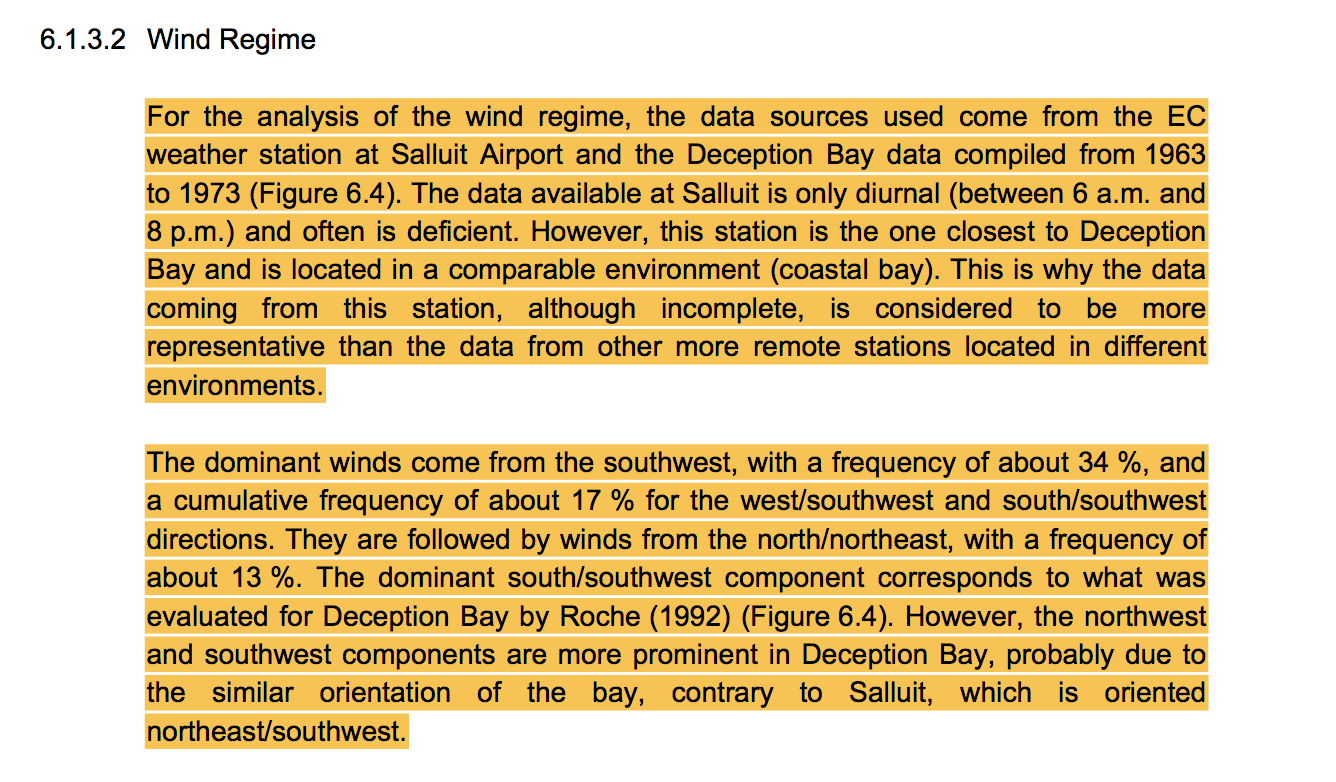 6.1.3.2 Wind Regime
For the analysis of the wind regime, the data sources used come from the EC
weather station at Salluit Airport and the Deception Bay data compiled from 1963
to 1973 (Figure 6.4). The data available at Salluit is only diurnal (between 6 a.m. and
8 p.m.) and often is deficient. However, this station is the one closest to Deception
Bay and is located in a comparable environment (coastal bay). This is why the data
coming from this station, although incomplete, is considered to be more
representative than the data from other more remote stations located in different
environments.
The dominant winds come from the southwest, with a frequency of about 34 %, and
a cumulative frequency of about 17 % for the west/southwest and south/southwest
directions. They are followed by winds from the north/northeast, with a frequency of
about 13 %. The dominant south/southwest component corresponds to what was
evaluated for Deception Bay by Roche (1992) (Figure 6.4). However, the northwest
and southwest components are more prominent in Deception Bay, probably due to
the similar orientation of the bay, contrary to Salluit, which is oriented
northeast/southwest.